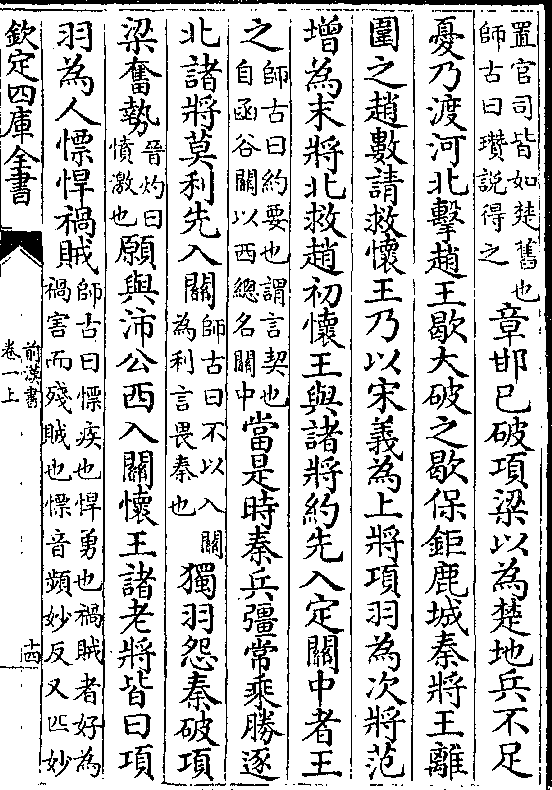 置官司皆如楚舊也
師古曰瓚説得之
章邯已破項梁以為楚地兵不足
憂乃渡河北擊趙王歇大破之歇保鉅鹿城秦將王離
圍之趙數請救懷王乃以宋義為上將項羽為次將范
增為末將北救趙初懷王與諸將約先入定關中者王
之
師古曰約要也謂言契也
自函谷關以西總名關中
當是時秦兵彊常乘勝逐
北諸將莫利先入關
師古曰不以入關
為利言畏秦也
獨羽怨秦破項
梁奮勢
晉灼曰
憤激也
願與沛公西入關懷王諸老將皆曰項
羽為人慓悍禍賊
師古曰慓疾也悍勇也禍賊者好為
禍害而殘賊也慓音頻妙反又匹妙
欽定四庫全書
前漢書
卷一上
十四